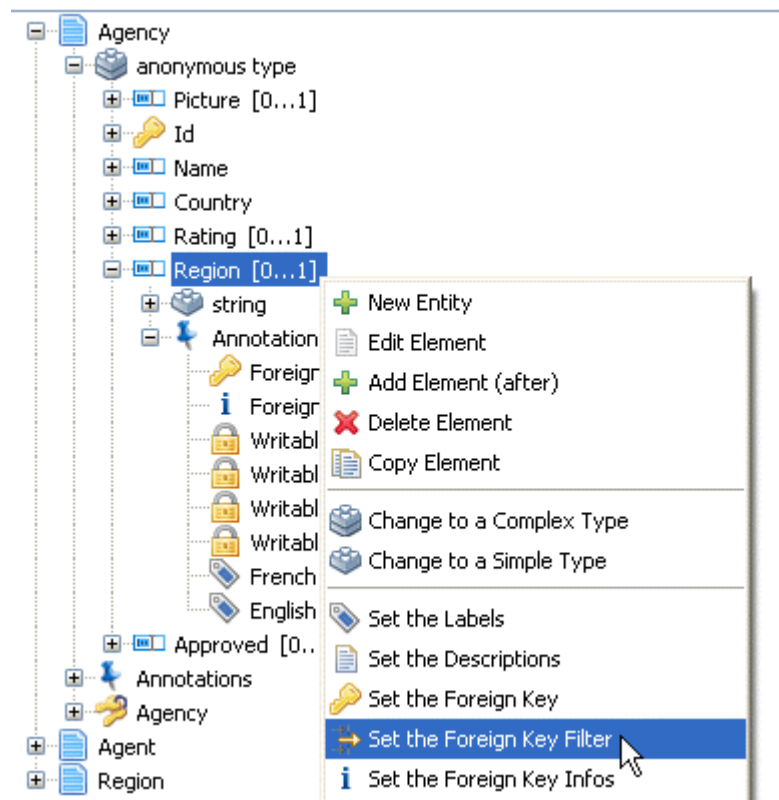 Agency
anonymous type
Picture [0...1]
Id
Name
Country
Rating [0...1]
Region [0...1]
string
Annotation
Foreign
Foreign
Writabl
Writabl
Writabl
Writabl
French
English
Approved [0..
Annotations
Agency
Agent
Region
New Entity
Edit Element
Add Element (after)
Delete Element
Copy Element
Change to a Complex Type
Change to a Simple Type
Set the Labels
Set the Descriptions
Set the Foreign Key
Set the Foreign Key Filter
Set the Foreign Key Infos